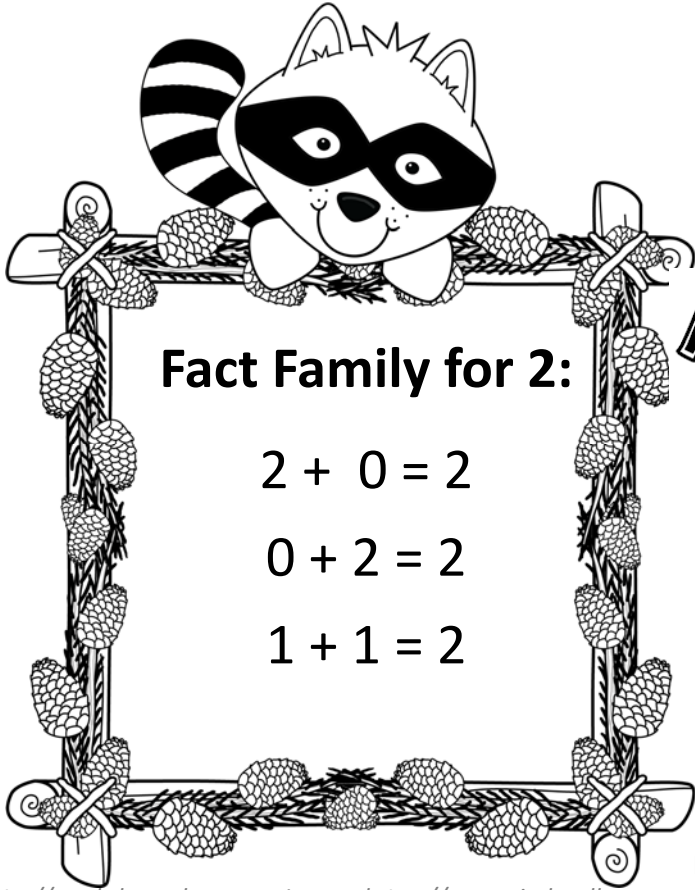 Fact Family for 2:
2 + 0 = 2
0 + 2 = 2
1 + 1 = 2